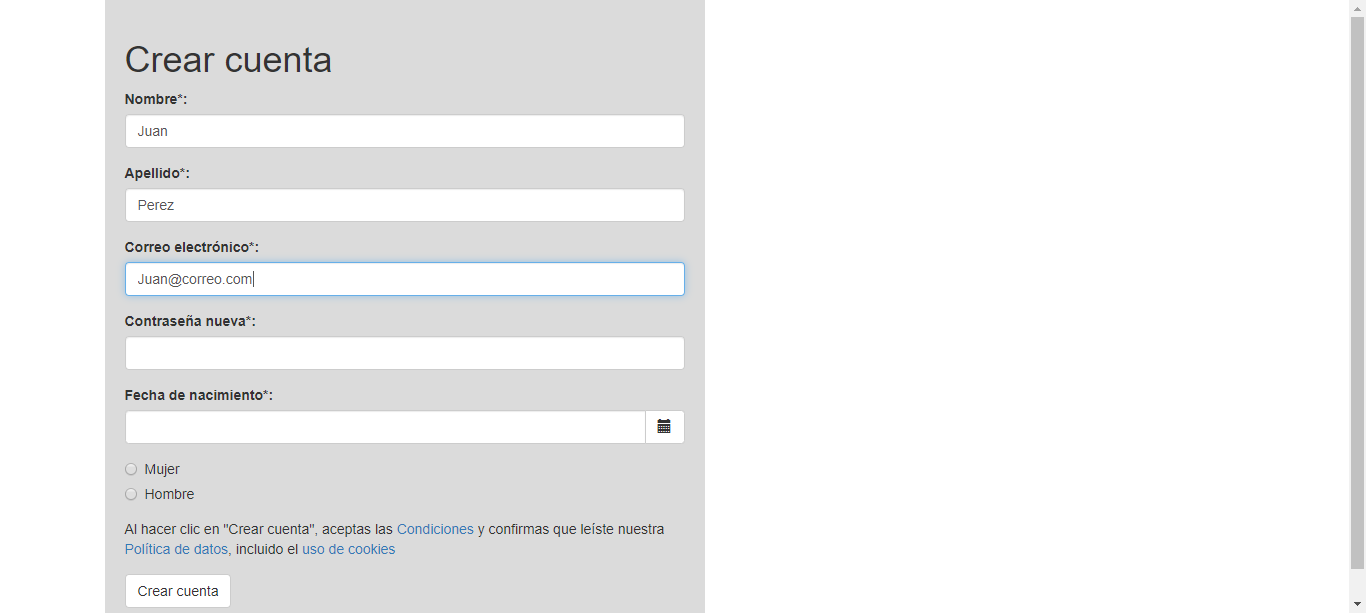 Crear cuenta
Nombre*:
Juan
Apellido*:
Perez
Correo electrónico*:
Juan@correo.com
Contraseña nueva*:
Fecha de nacimiento*:
Mujer
Hombre
Al hacer clic en "Crear cuenta", aceptas las Condiciones y confirmas que leíste nuestra
Política de datos, incluido el uso de cookies
Crear cuenta